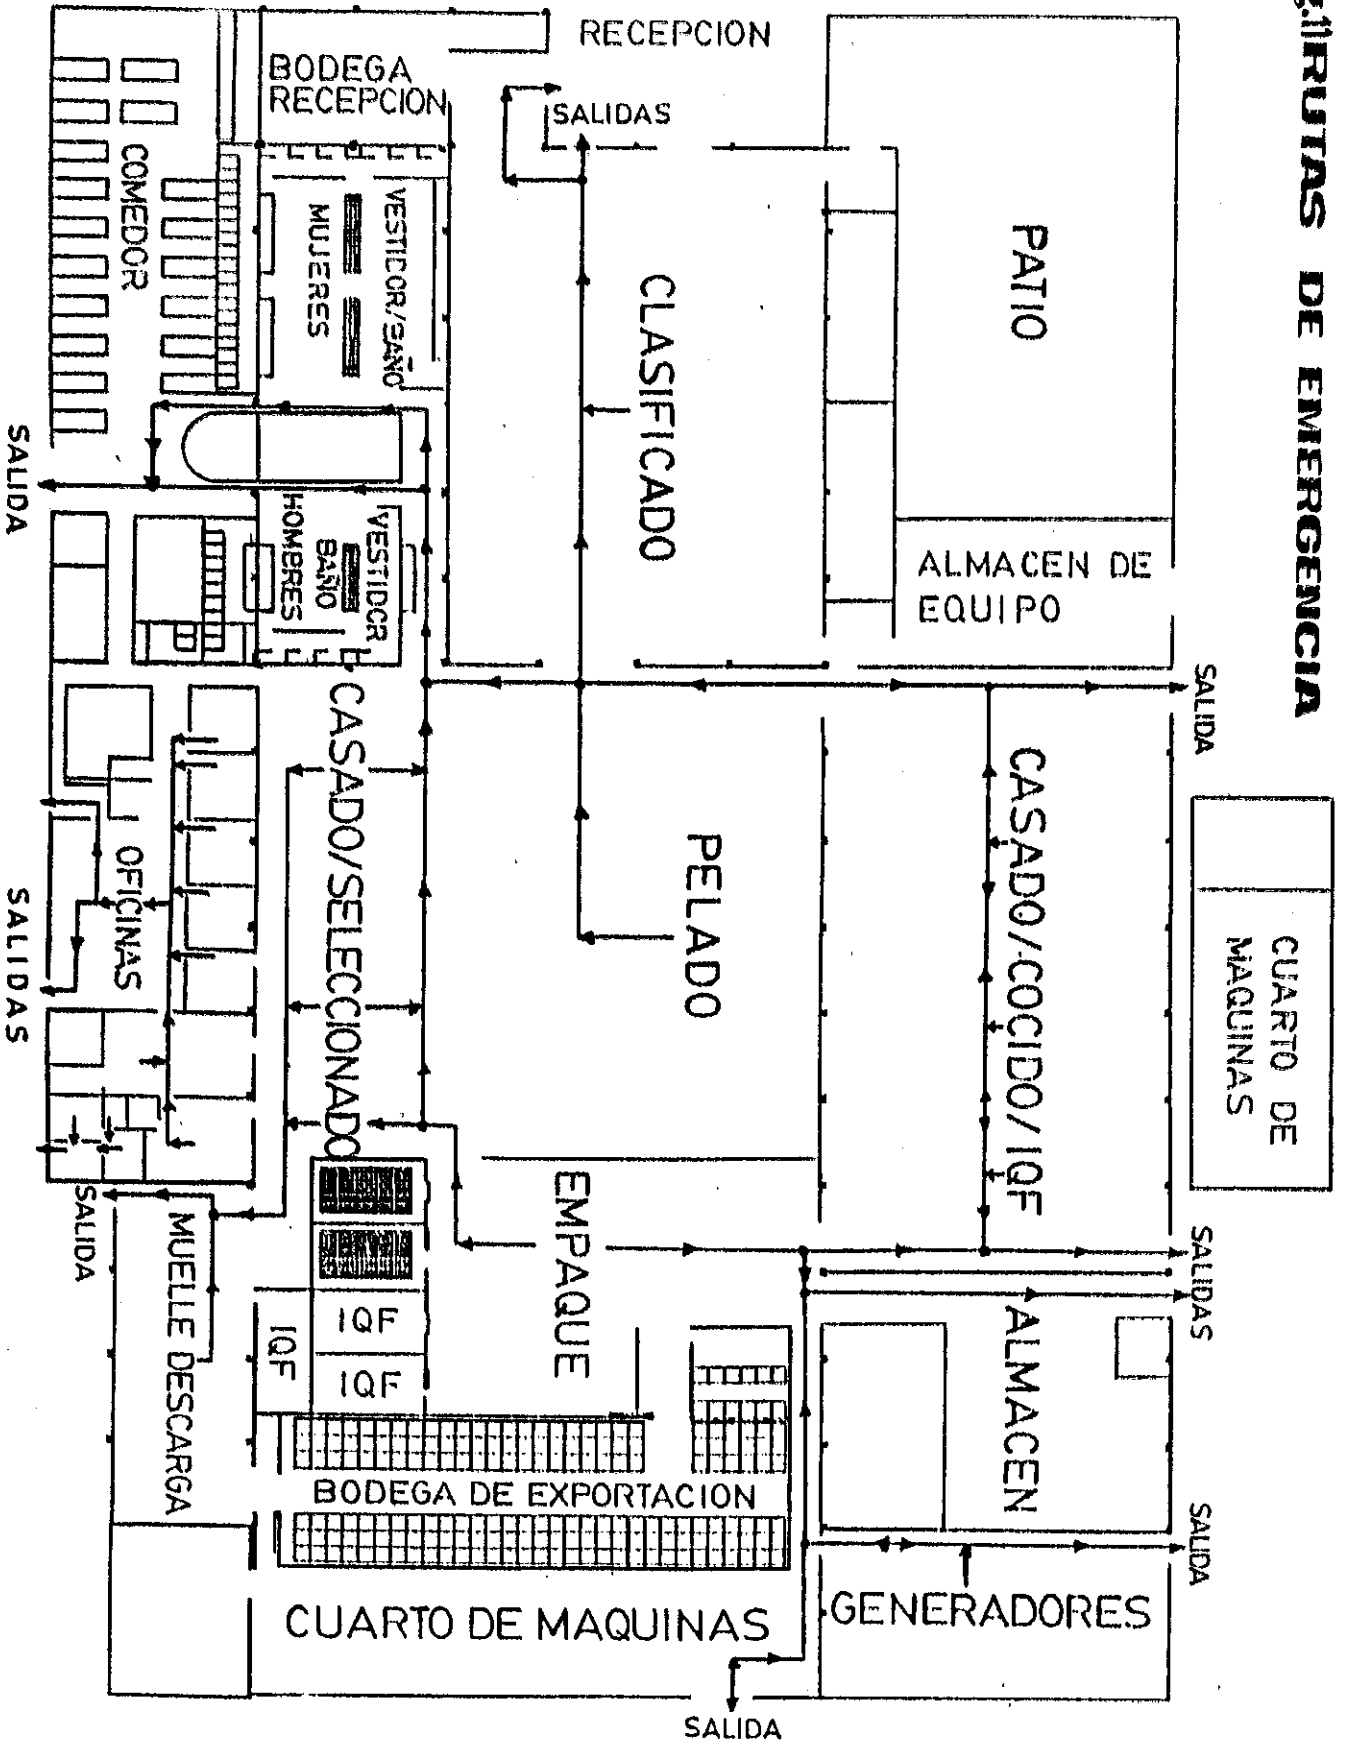 g.11 RUTAS DE EMERGENCIA
RECEPCION
BODEGA
RECEPCION
SALIDAS
COMEDOR
VESTIDOR/BAÑO
MUJERES
CLASIFICADO
PATIO
ALMACEN DE
EQUIPO
SALIDA
VESTIDOR
BAÑO
HOMBRES
SALIDA
CASADO/SELECCIONADO
PELADO
CASADO/COCIDO/IQF
CUARTO DE
MAQUINAS
OFICINAS
SALIDAS
SALIDA
MUELLE DESCARGA
IQF
IQF
IQF
EMPAQUE
SALIDAS
ALMACEN
BODEGA DE EXPORTACION
SALIDA
GENERADORES
CUARTO DE MAQUINAS
SALIDA